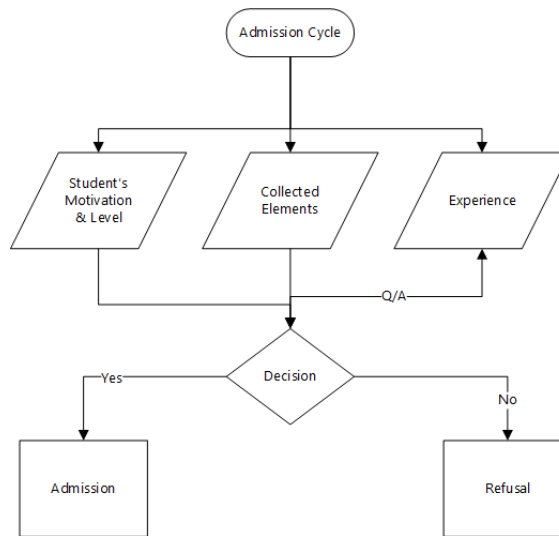 Admission Cycle
Student's
Motivation
& Level
Collected
Elements
Experience
Q/A
Decision
Yes
No
Admission
Refusal